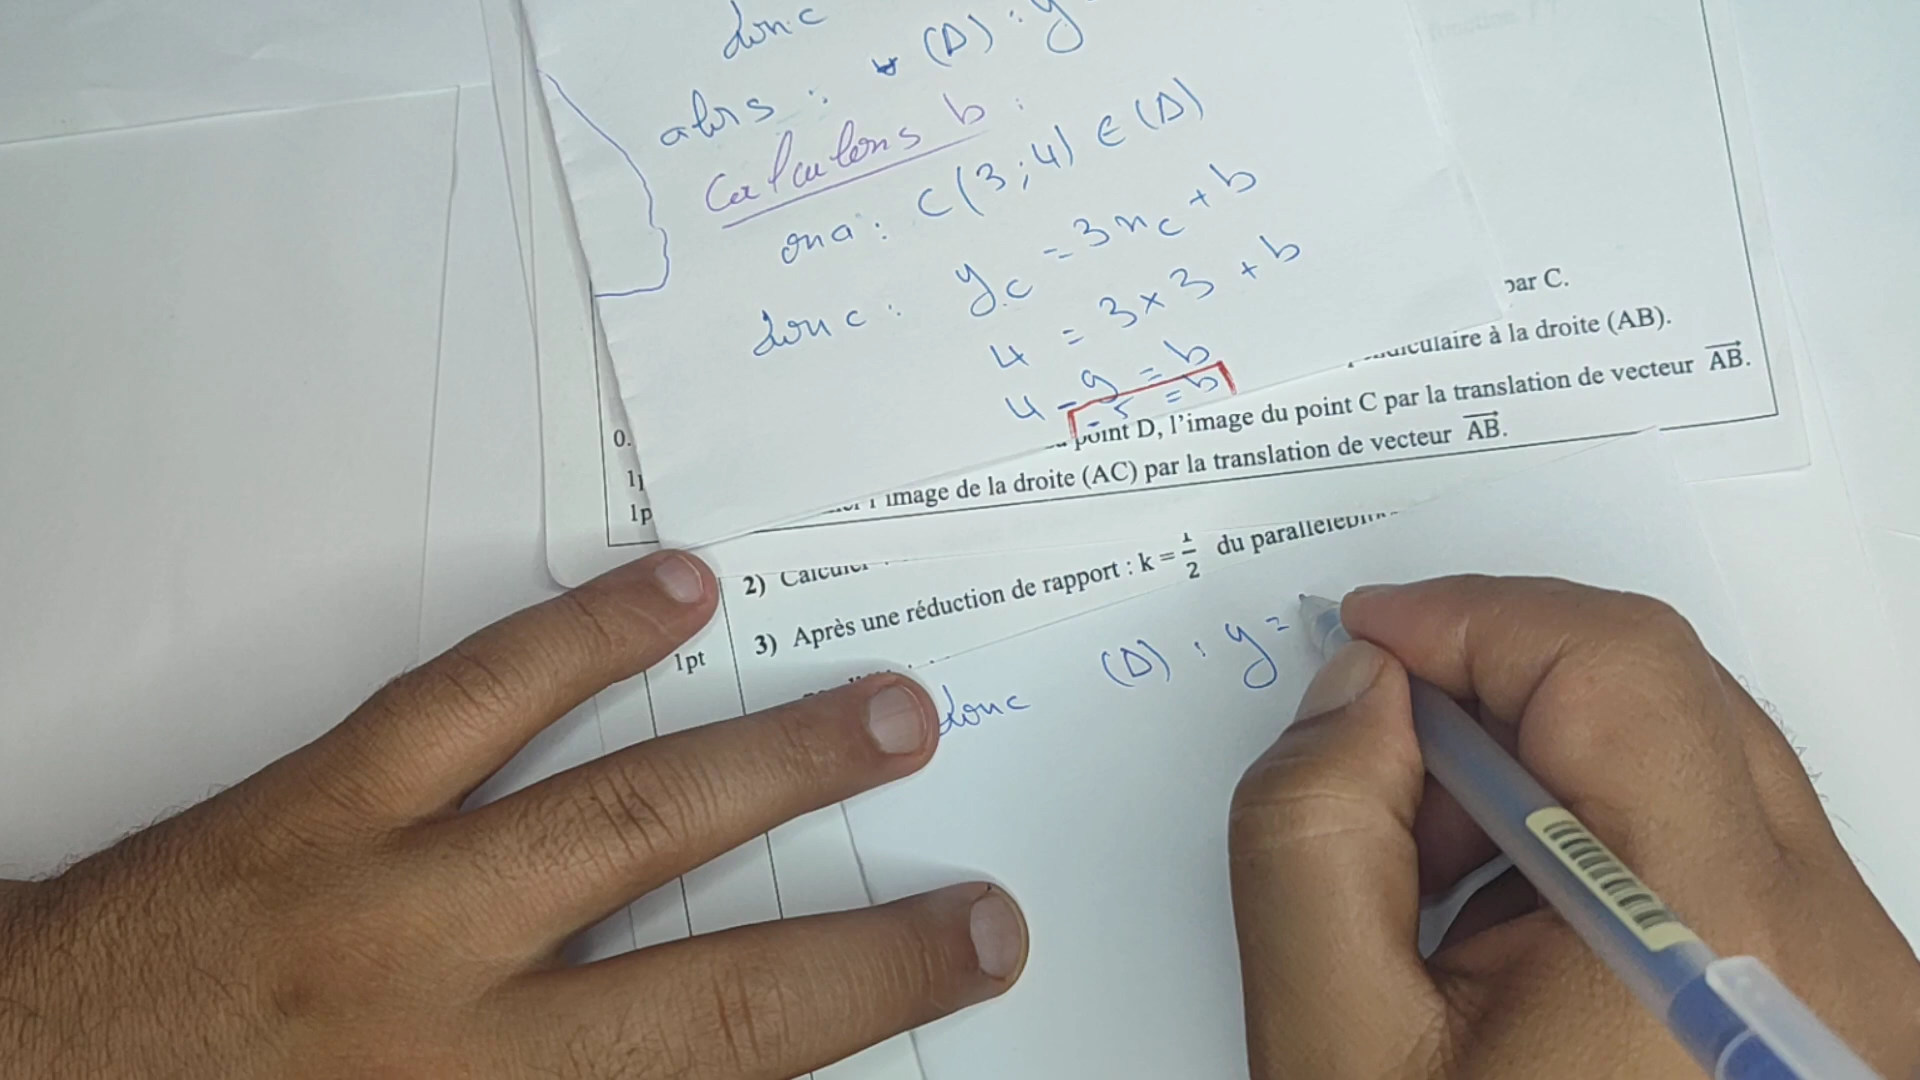 donc
alors : (D) : y
Calculons b :
on a : C(3 ; 4) ∈ (D)
donc : yc = 3xc + b
4 = 3 × 3 + b
4 - 9 = b
-5 = b
par C.
à la droite (AB).
0.
point D, l'image du point C par la translation de vecteur AB.
1p
image de la droite (AC) par la translation de vecteur AB.
1p
2) Calculer
3) Après une réduction de rapport : k = 1/2 du
1pt
donc (D) : y =